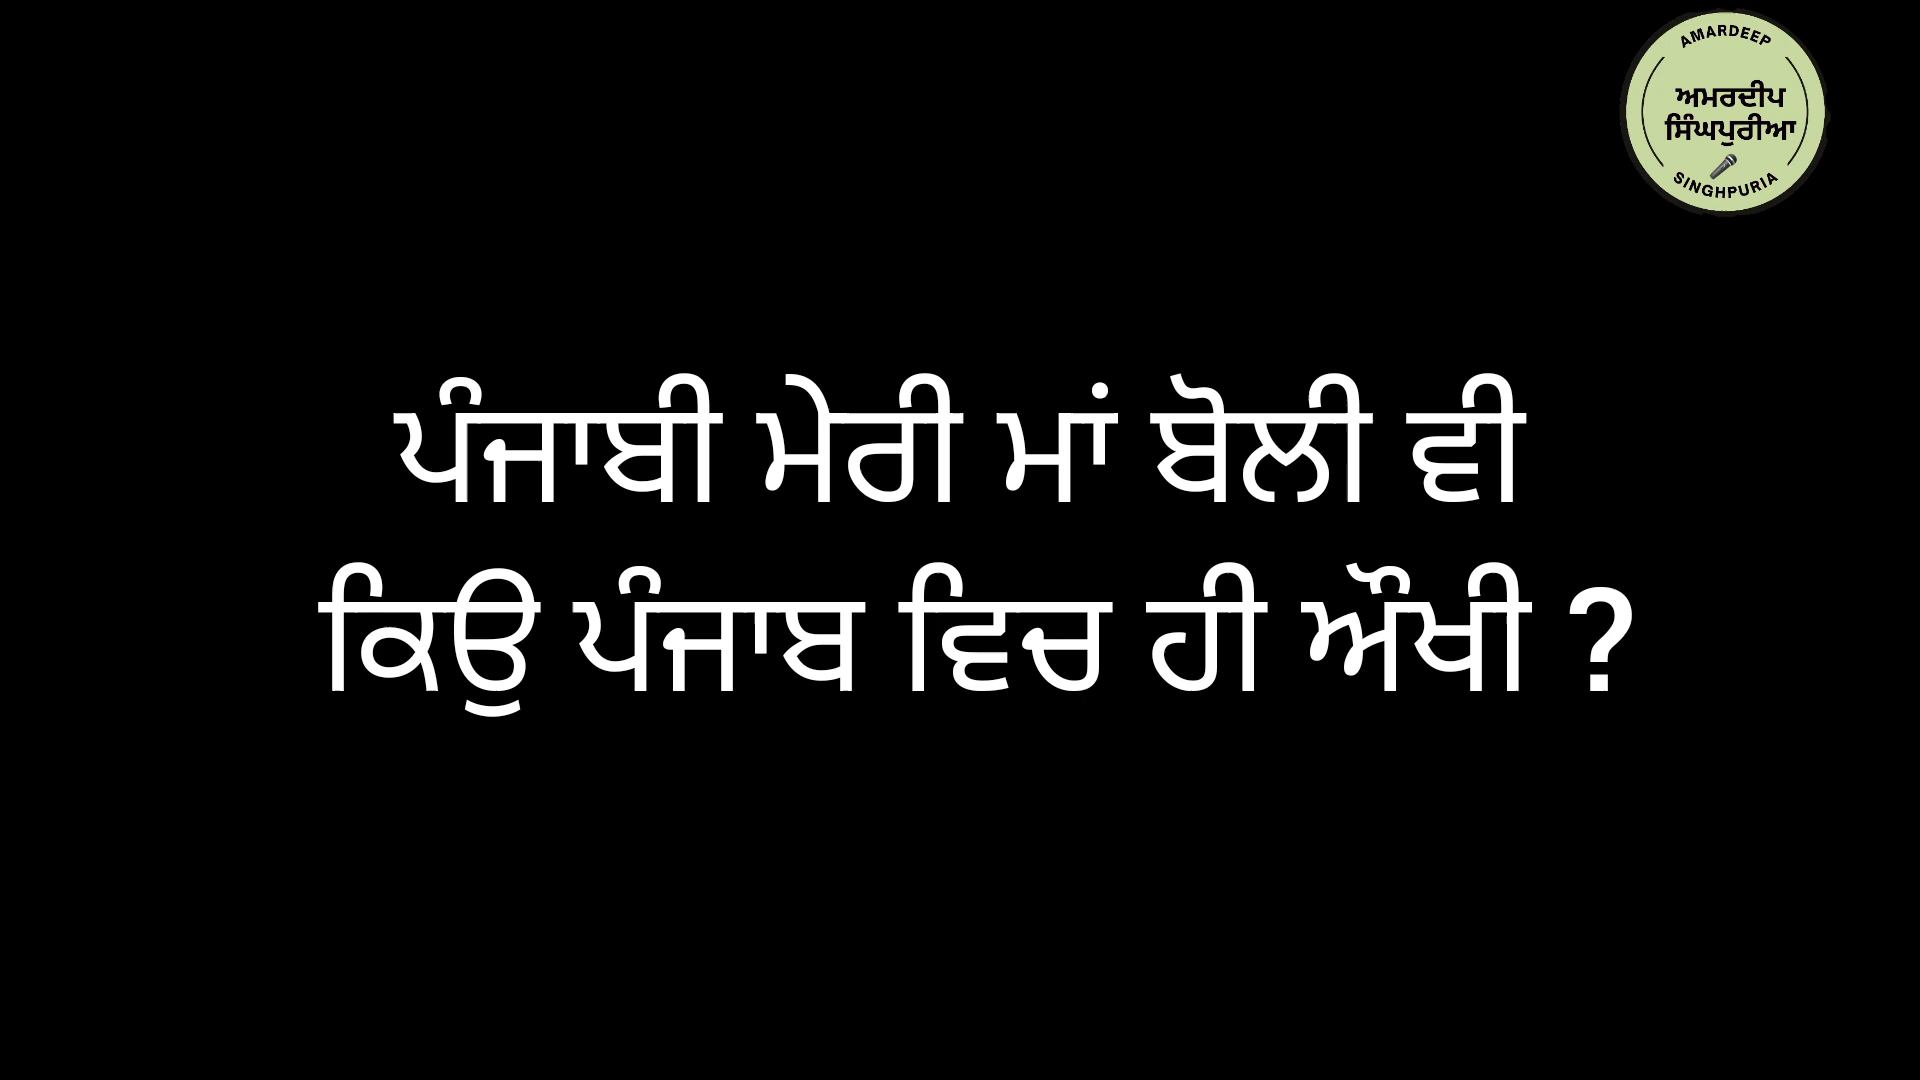 AMARDEEP
ਅਮਰਦੀਪ
ਸਿੰਘਪੁਰੀਆ
SINGHPURIA
ਪੰਜਾਬੀ ਮੇਰੀ ਮਾਂ ਬੋਲੀ ਵੀ
ਕਿਉ ਪੰਜਾਬ ਵਿਚ ਹੀ ਔਖੀ ?